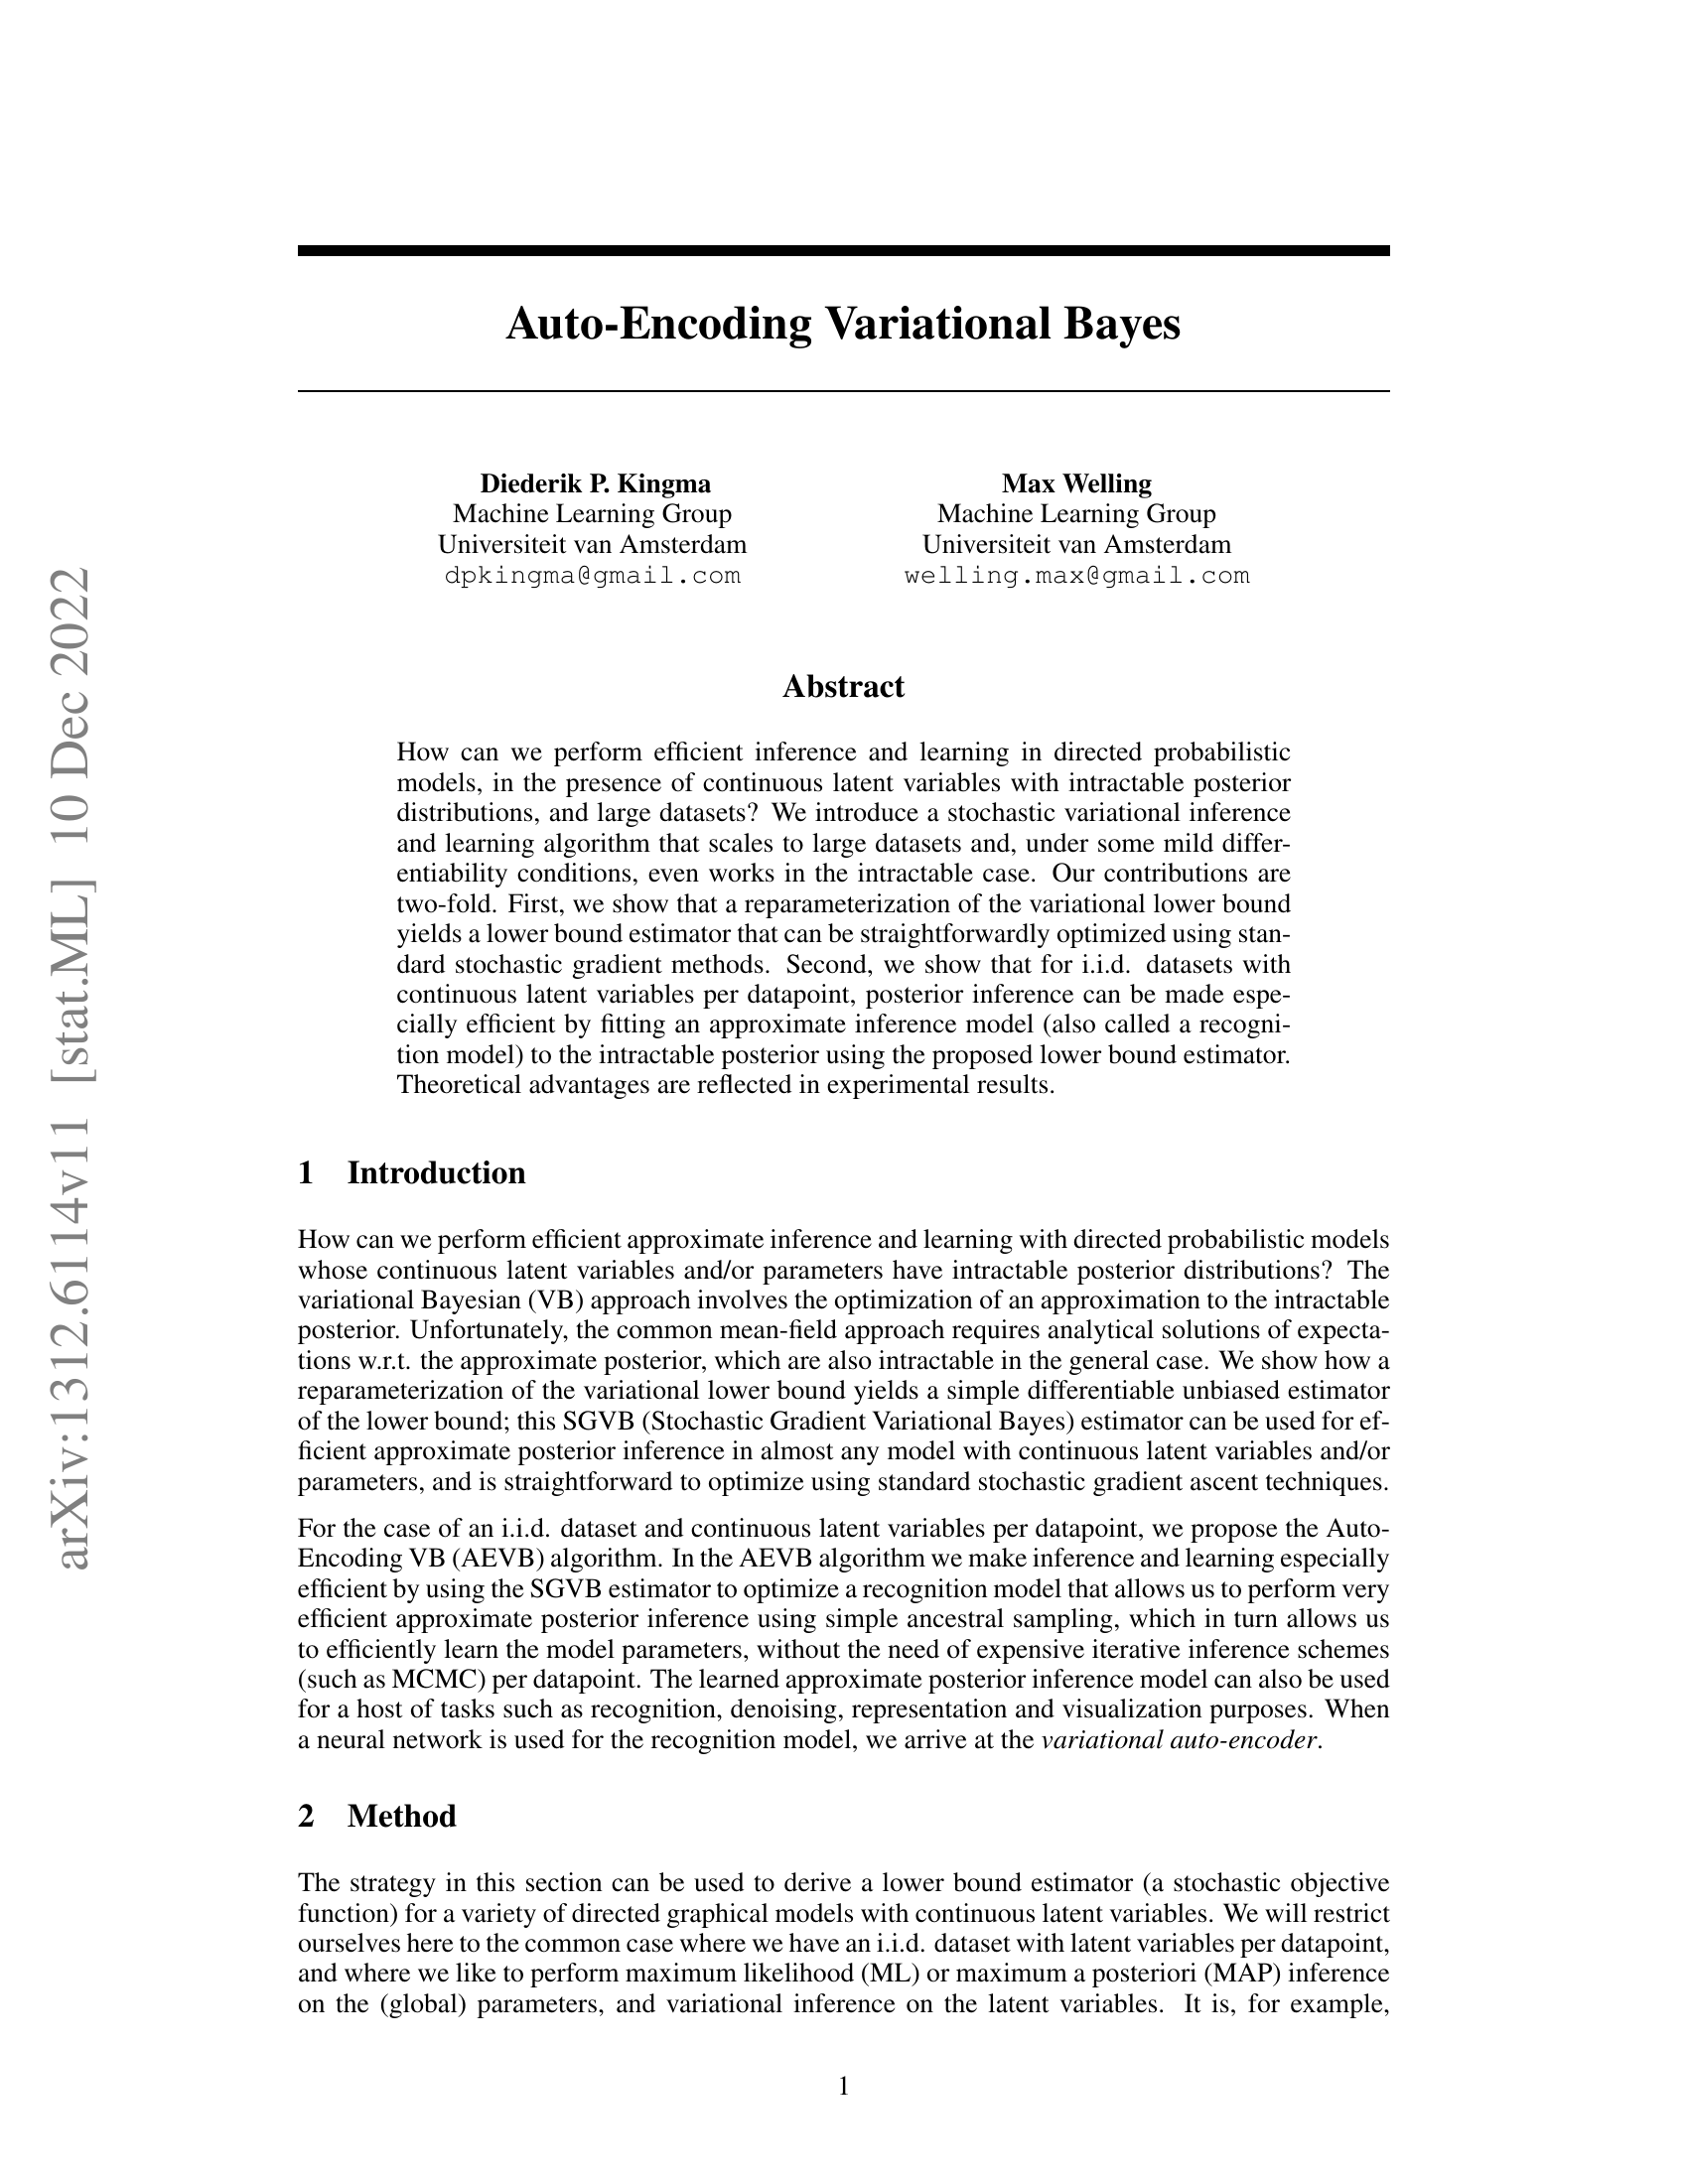 arXiv:1312.6114v11 [stat.ML] 10 Dec 2022
Auto-Encoding Variational Bayes
Diederik P. Kingma
Machine Learning Group
Universiteit van Amsterdam
dpkingma@gmail.com
Max Welling
Machine Learning Group
Universiteit van Amsterdam
welling.max@gmail.com
Abstract
How can we perform efficient inference and learning in directed probabilistic
models, in the presence of continuous latent variables with intractable posterior
distributions, and large datasets? We introduce a stochastic variational inference
and learning algorithm that scales to large datasets and, under some mild differ-
entiability conditions, even works in the intractable case. Our contributions are
two-fold. First, we show that a reparameterization of the variational lower bound
yields a lower bound estimator that can be straightforwardly optimized using stan-
dard stochastic gradient methods. Second, we show that for i.i.d. datasets with
continuous latent variables per datapoint, posterior inference can be made espe-
cially efficient by fitting an approximate inference model (also called a recogni-
tion model) to the intractable posterior using the proposed lower bound estimator.
Theoretical advantages are reflected in experimental results.
1 Introduction
How can we perform efficient approximate inference and learning with directed probabilistic models
whose continuous latent variables and/or parameters have intractable posterior distributions? The
variational Bayesian (VB) approach involves the optimization of an approximation to the intractable
posterior. Unfortunately, the common mean-field approach requires analytical solutions of expecta-
tions w.r.t. the approximate posterior, which are also intractable in the general case. We show how a
reparameterization of the variational lower bound yields a simple differentiable unbiased estimator
of the lower bound; this SGVB (Stochastic Gradient Variational Bayes) estimator can be used for ef-
ficient approximate posterior inference in almost any model with continuous latent variables and/or
parameters, and is straightforward to optimize using standard stochastic gradient ascent techniques.
For the case of an i.i.d. dataset and continuous latent variables per datapoint, we propose the Auto-
Encoding VB (AEVB) algorithm. In the AEVB algorithm we make inference and learning especially
efficient by using the SGVB estimator to optimize a recognition model that allows us to perform very
efficient approximate posterior inference using simple ancestral sampling, which in turn allows us
to efficiently learn the model parameters, without the need of expensive iterative inference schemes
(such as MCMC) per datapoint. The learned approximate posterior inference model can also be used
for a host of tasks such as recognition, denoising, representation and visualization purposes. When
a neural network is used for the recognition model, we arrive at the variational auto-encoder.
2 Method
The strategy in this section can be used to derive a lower bound estimator (a stochastic objective
function) for a variety of directed graphical models with continuous latent variables. We will restrict
ourselves here to the common case where we have an i.i.d. dataset with latent variables per datapoint,
and where we like to perform maximum likelihood (ML) or maximum a posteriori (MAP) inference
on the (global) parameters, and variational inference on the latent variables. It is, for example,
1